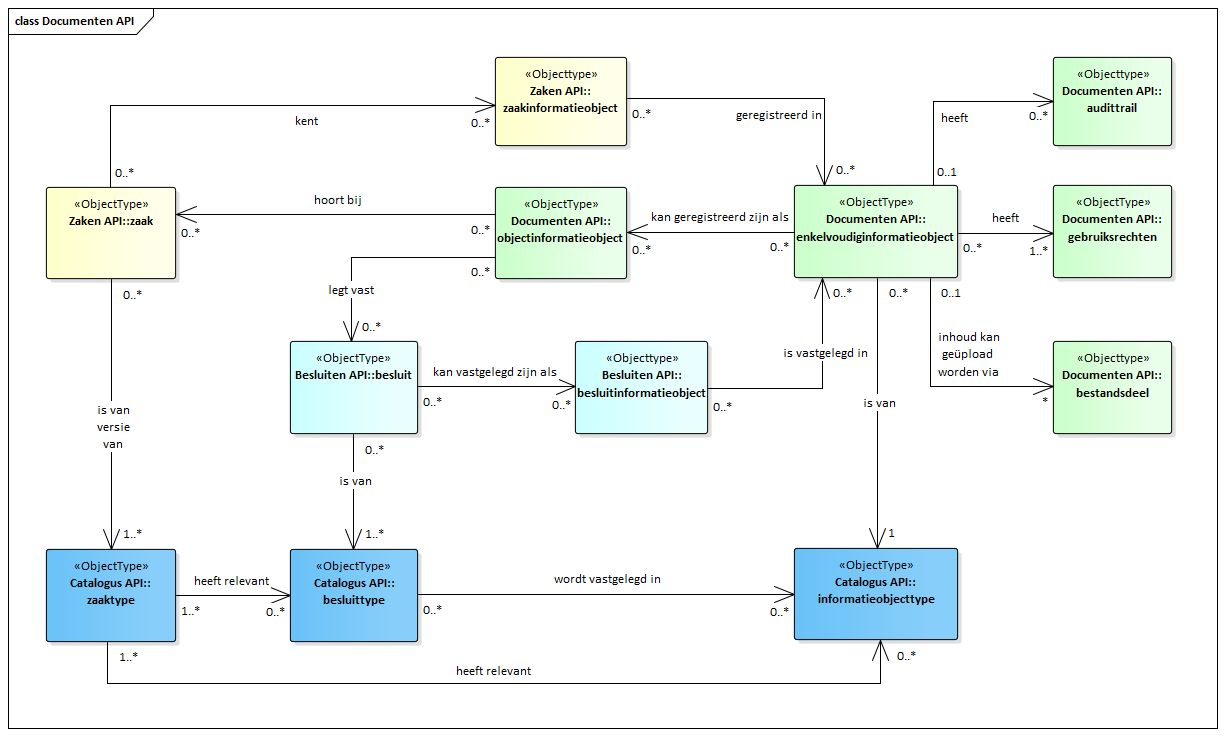 class Documenten API
«Objecttype»
Zaken API::
zaakinformatieobject
«Objecttype»
Documenten API::
audittrail
kent
0..*
0..*
geregistreerd in
heeft
0..*
0..*
0..*
0..1
«ObjectType»
Zaken API::zaak
hoort bij
0..*
0..*
«ObjectType»
Documenten API::
objectinformatieobject
kan geregistreerd zijn als
0..*
0..*
«ObjectType»
Documenten API::
enkelvoudiginformatieobject
heeft
0..*
1..*
«ObjectType»
Documenten API::
gebruiksrechten
0..*
0..*
legt vast
0..*
0..*
0..*
0..1
«ObjectType»
Besluiten API::besluit
kan vastgelegd zijn als
0..*
0..*
«Objecttype»
Besluiten API::
besluitinformatieobject
is vastgelegd in
0..*
inhoud kan
geüpload
worden via
*
«Objecttype»
Documenten API::
bestandsdeel
is van
versie
van
is van
0..*
is van
1..*
1..*
1
«ObjectType»
Catalogus API::
zaaktype
heeft relevant
1..*
0..*
«ObjectType»
Catalogus API::
besluittype
wordt vastgelegd in
0..*
0..*
«ObjectType»
Catalogus API::
informatieobjecttype
1..*
heeft relevant
0..*